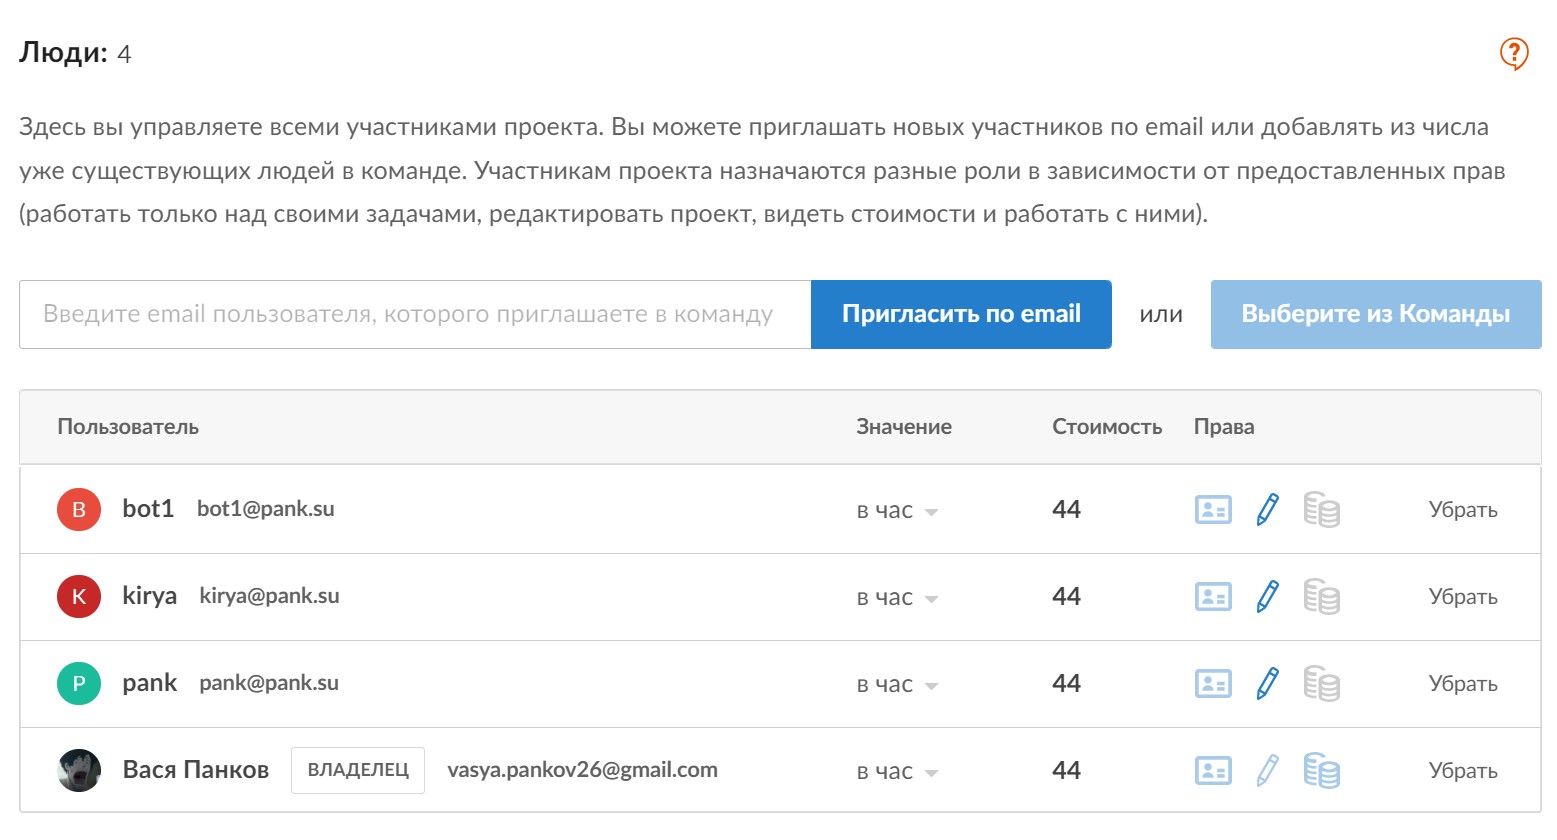 Люди: 4
?
Здесь вы управляете всеми участниками проекта. Вы можете приглашать новых участников по email или добавлять из числа
уже существующих людей в команде. Участникам проекта назначаются разные роли в зависимости от предоставленных прав
(работать только над своими задачами, редактировать проект, видеть стоимости и работать с ними).
Введите email пользователя, которого приглашаете в команду Пригласить по email или Выберите из Команды
Пользователь Значение Стоимость Права
B bot1 bot1@pank.su в час 44 Убрать
K kirya kirya@pank.su в час 44 Убрать
P pank pank@pank.su в час 44 Убрать
Вася Панков ВЛАДЕЛЕЦ vasya.pankov26@gmail.com в час 44 Убрать